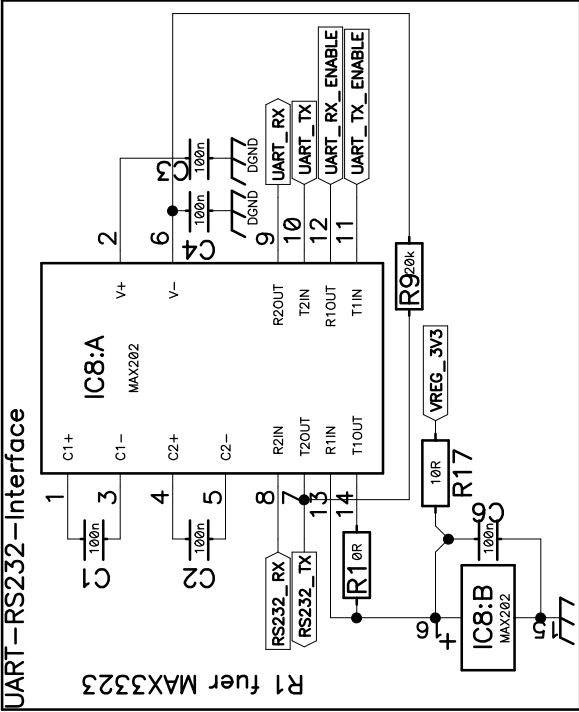 UART-RS232-Interface
IC8:A
MAX202
C1
100n
1
C1+
3
C1-
C2
100n
4
C2+
5
C2-
V+
2
C3
100n
DGND
V-
6
C4
100n
DGND
RS232_RX
8
R2IN
R2OUT
9
UART_RX
RS232_TX
7
T2OUT
T2IN
10
UART_TX
13
R1IN
R1OUT
12
UART_RX_ENABLE
R1
0R
14
T1OUT
T1IN
11
UART_TX_ENABLE
R9
20k
VREG_3V3
10R
R17
C6
100n
16
+
IC8:B
MAX202
15
R1 fuer MAX3323